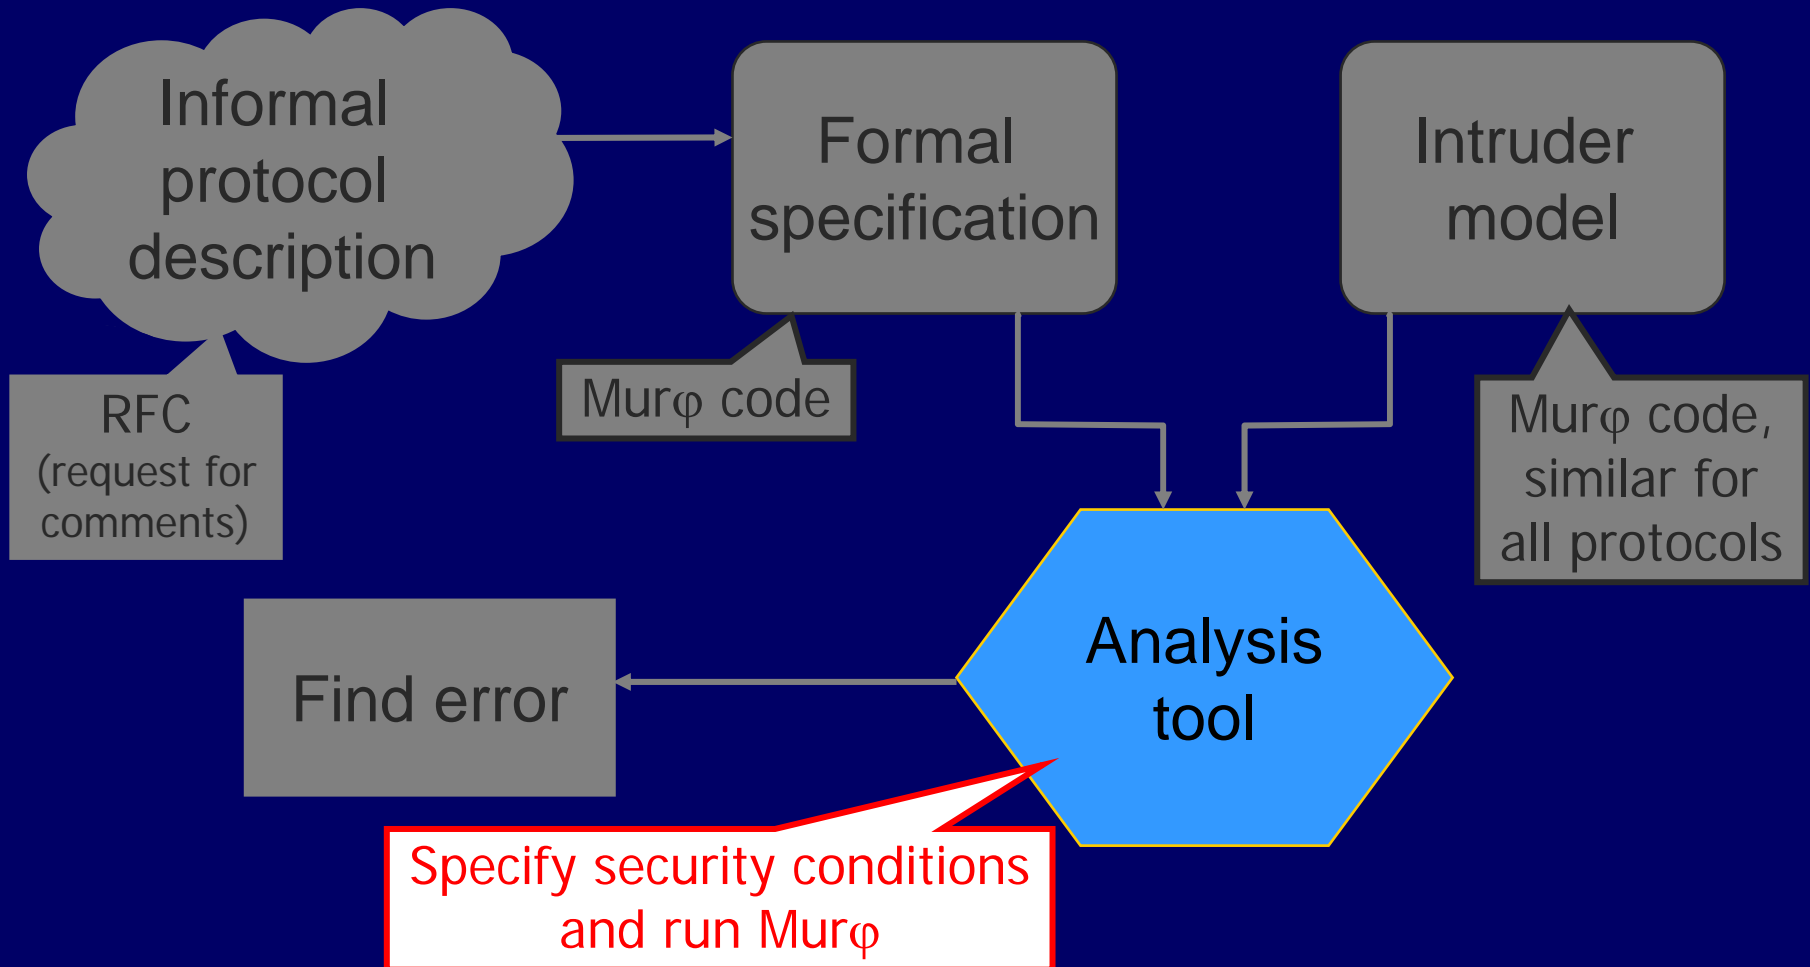 Informal
protocol
description
Formal
specification
Intruder
model
RFC
(request for
comments)
Murφ code
Murφ code,
similar for
all protocols
Find error
Analysis
tool
Specify security conditions
and run Murφ